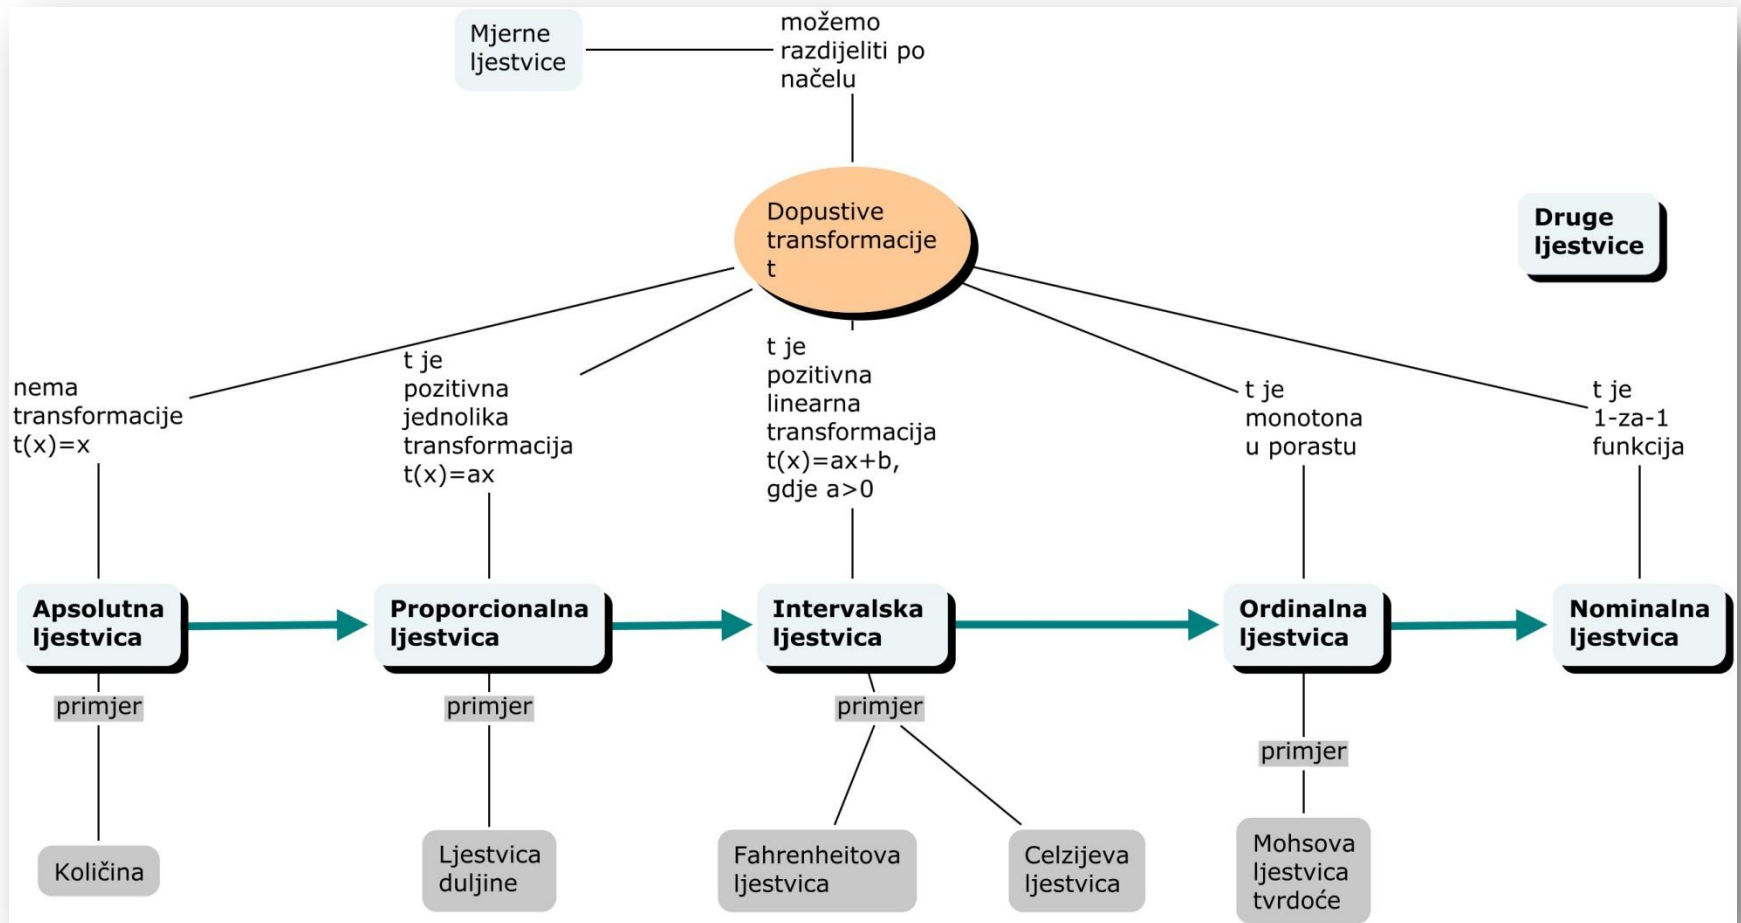 Mjerne
ljestvice
možemo
razdijeliti po
načelu
Dopustive
transformacije
t
Druge
ljestvice
nema
transformacije
t(x)=x
t je
pozitivna
jednolika
transformacija
t(x)=ax
t je
pozitivna
linearna
transformacija
t(x)=ax+b,
gdje a>0
t je
monotona
u porastu
t je
1-za-1
funkcija
Apsolutna
ljestvica
Proporcionalna
ljestvica
Intervalska
ljestvica
Ordinalna
ljestvica
Nominalna
ljestvica
primjer
primjer
primjer
primjer
Količina
Ljestvica
duljine
Fahrenheitova
ljestvica
Celzijeva
ljestvica
Mohsova
ljestvica
tvrdoće